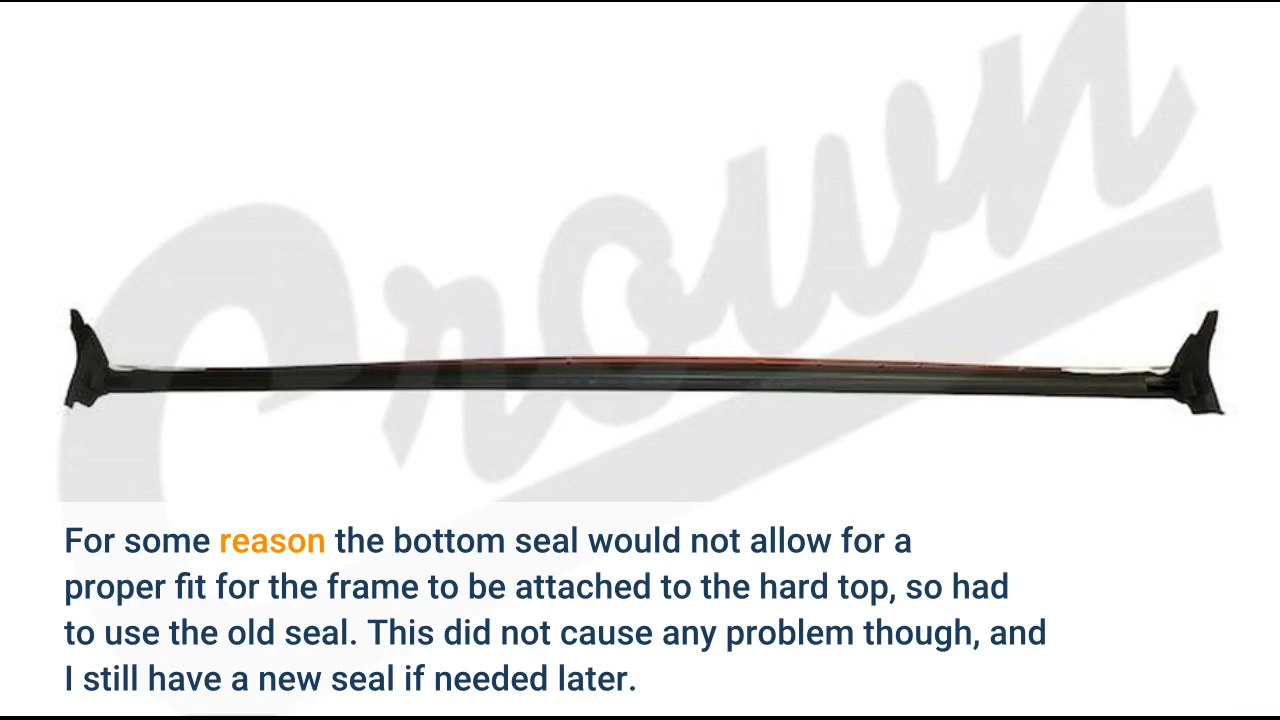 Crown
For some reason the bottom seal would not allow for a
proper fit for the frame to be attached to the hard top, so had
to use the old seal. This did not cause any problem though, and
I still have a new seal if needed later.